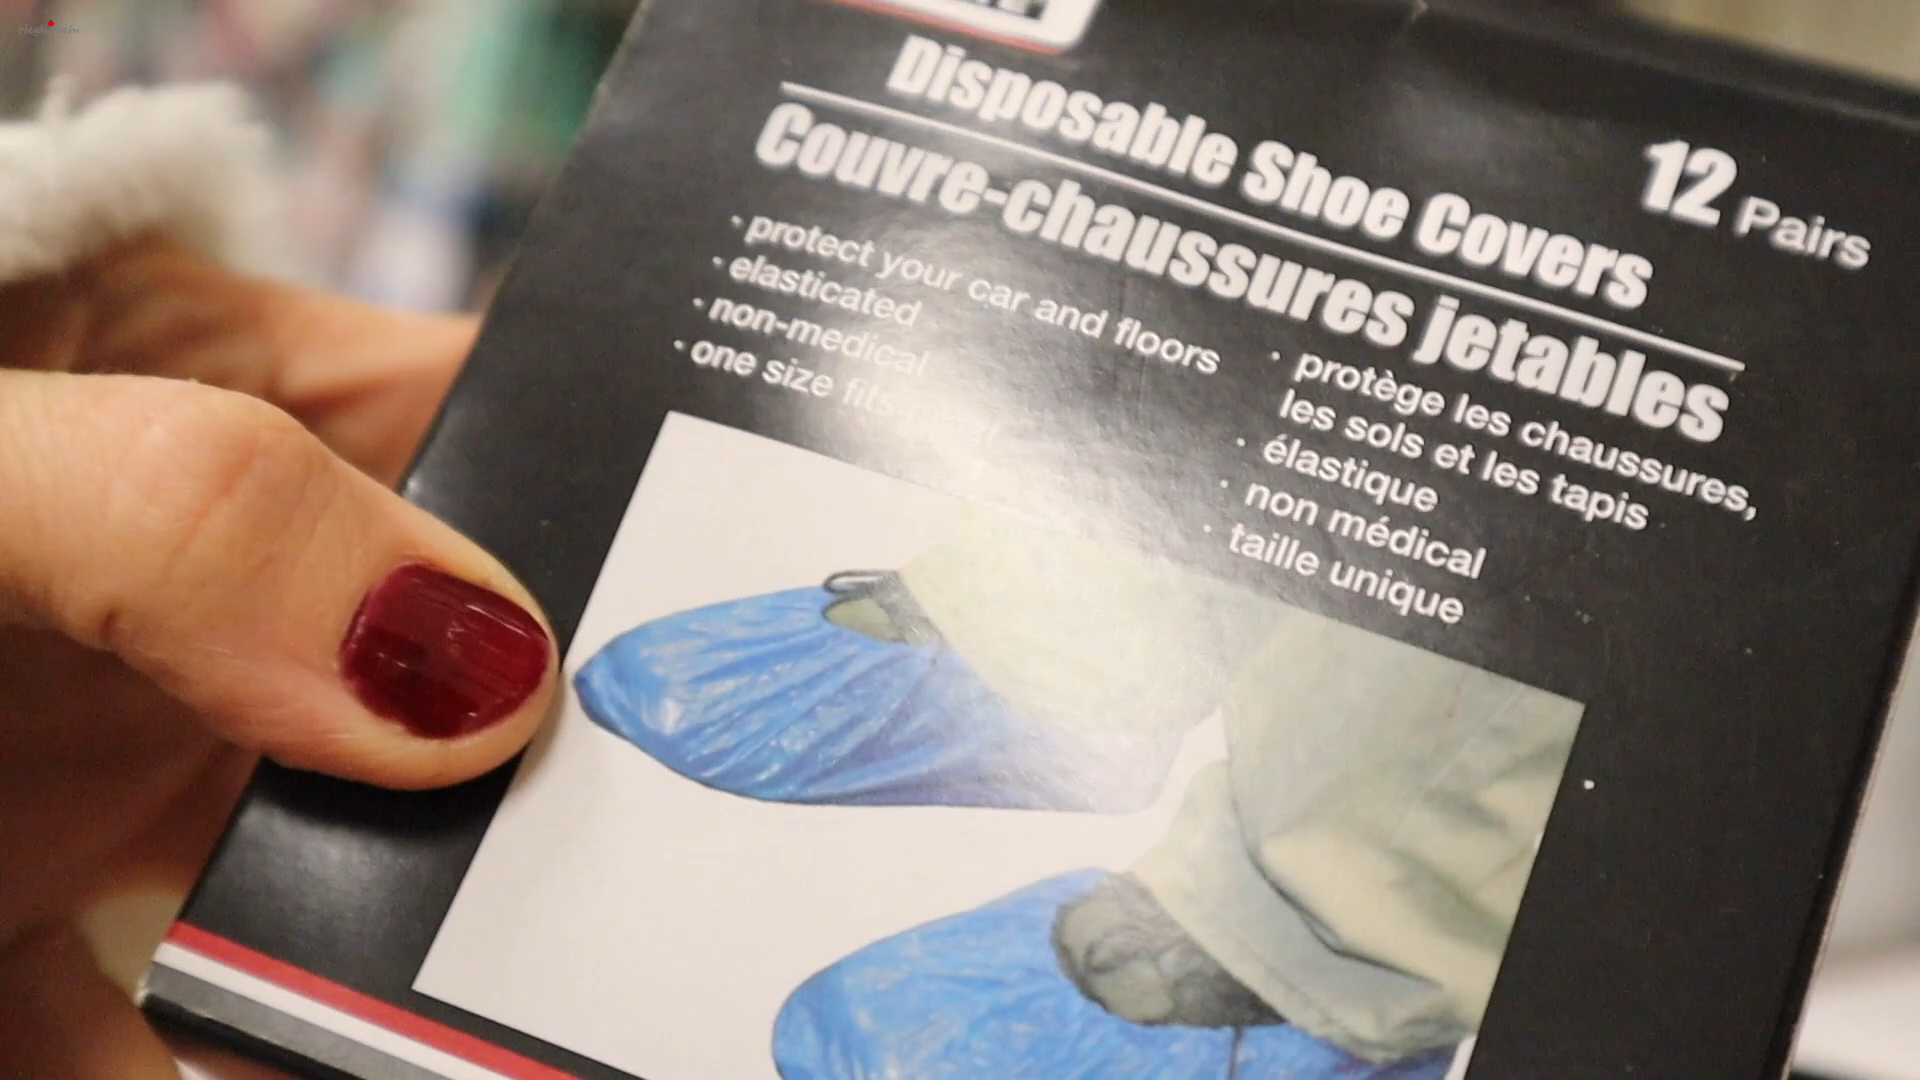 Disposable Shoe Covers
Couvre-chaussures jetables
12 Pairs
· protect your car and floors
· elasticated
· non-medical
· one size fits
· protège les chaussures,
les sols et les tapis
· élastique
· non médical
· taille unique